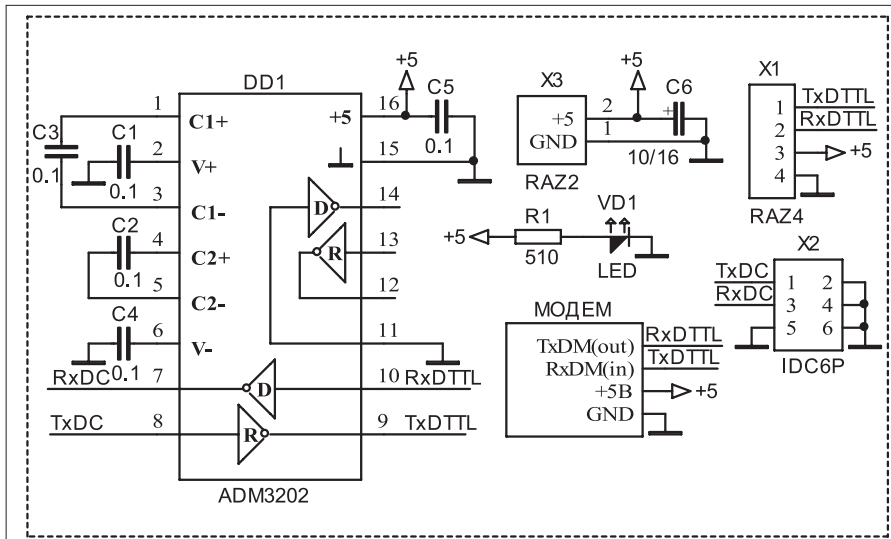 DD1
ADM3202
1
2
3
4
5
6
7
8
C1+
V+
C1-
C2+
C2-
V-
+5
16
15
14
13
12
11
10
9
D
R
D
R
C3
0.1
C1
0.1
C2
0.1
C4
0.1
RxDC
TxDC
RxDTTL
TxDTTL
+5
C5
0.1
X3
+5
GND
2
1
RAZ2
+5
C6
+
10/16
X1
1
2
3
4
TxDTTL
RxDTTL
+5
RAZ4
+5
R1
510
VD1
LED
X2
TxDC
RxDC
1 2
3 4
5 6
IDC6P
МОДЕМ
TxDM(out)
RxDM(in)
+5В
GND
RxDTTL
TxDTTL
+5